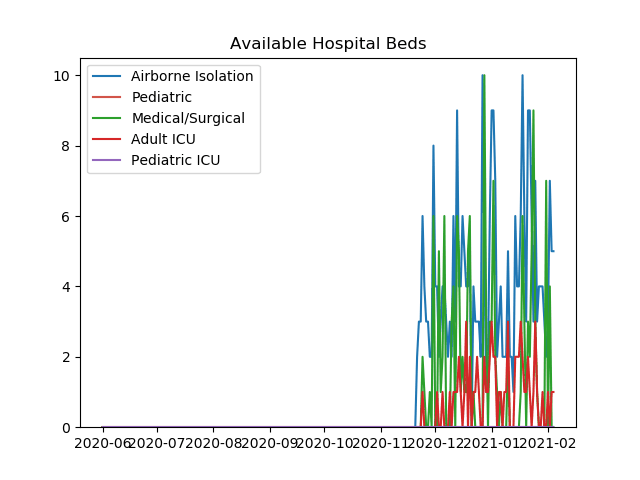 Available Hospital Beds
Airborne Isolation
Pediatric
Medical/Surgical
Adult ICU
Pediatric ICU
10
8
6
4
2
0
2020-06 2020-07 2020-08 2020-09 2020-10 2020-11 2020-12 2021-01 2021-02